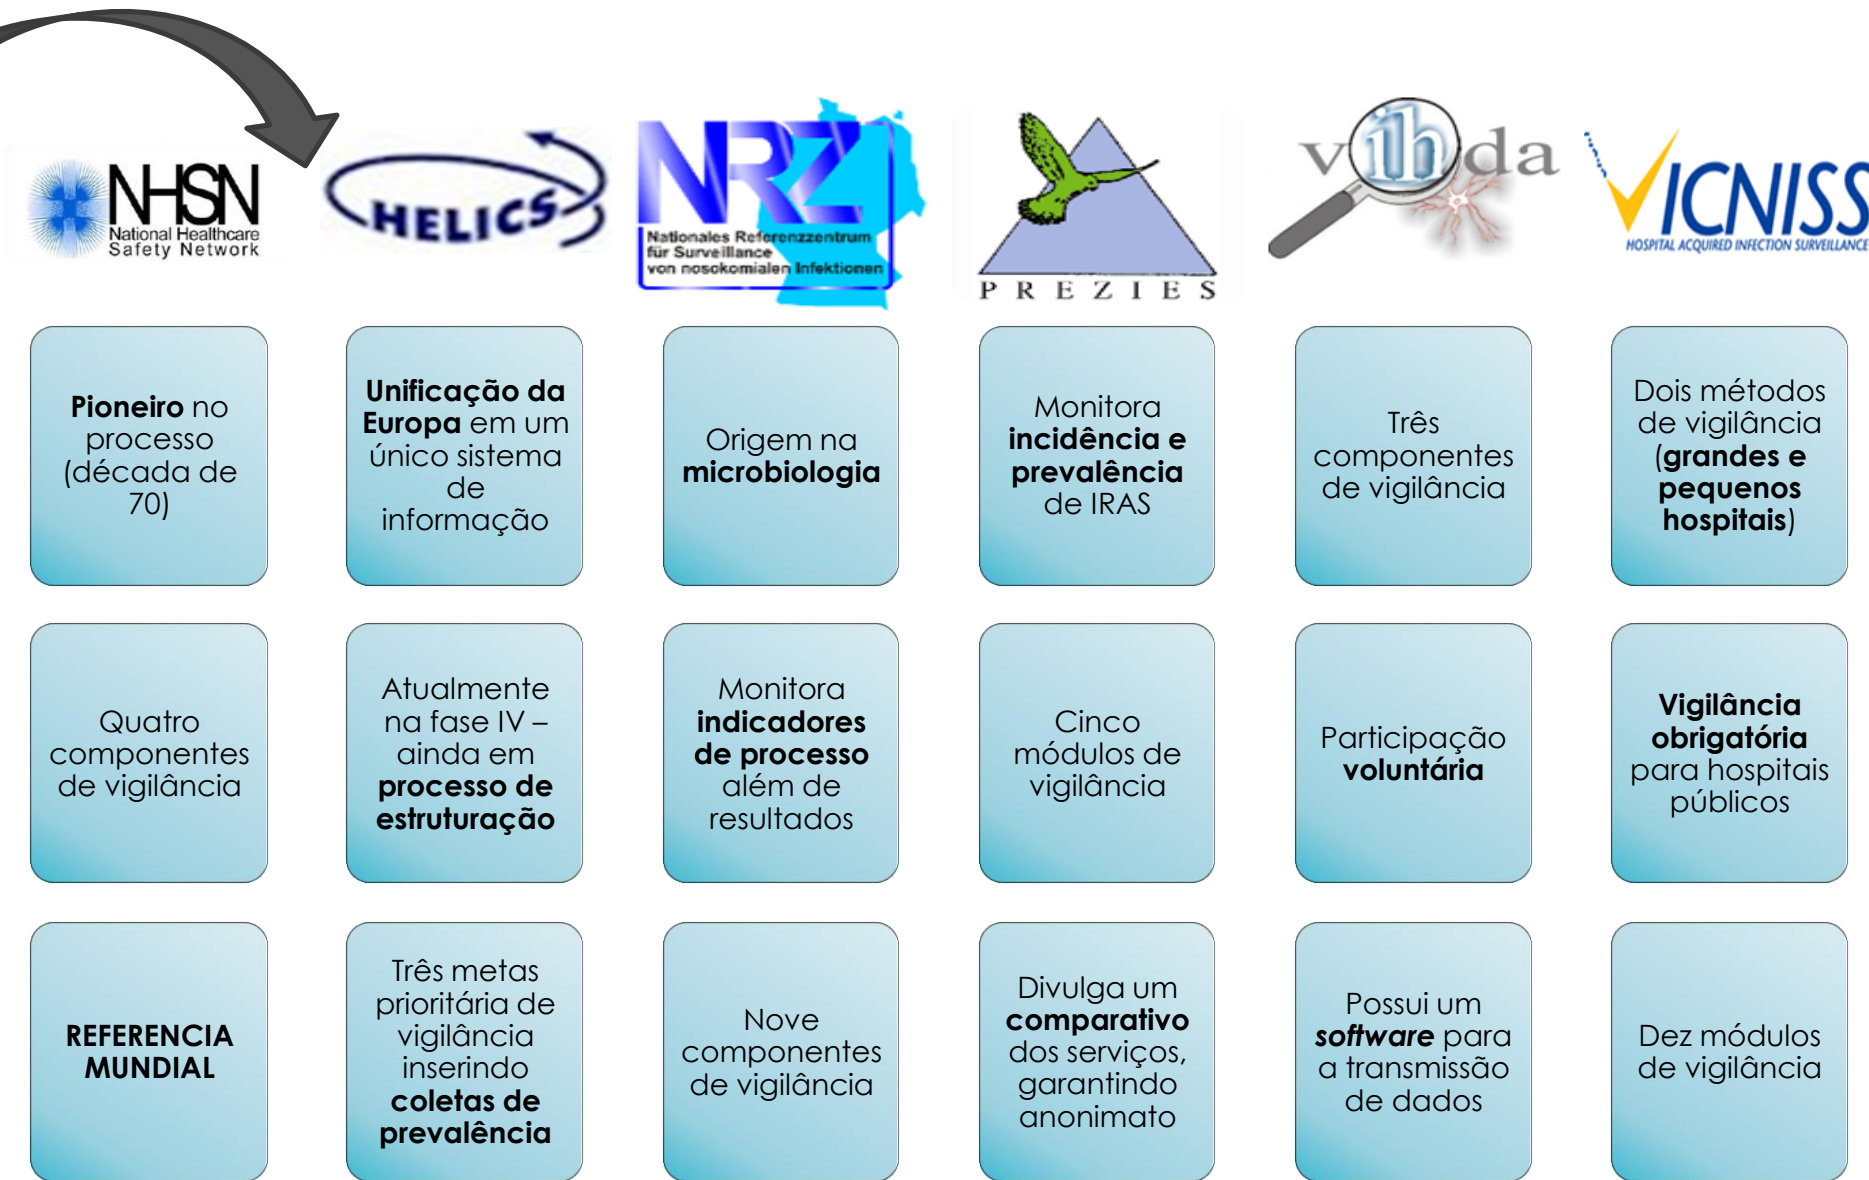 NHSN
National Healthcare
Safety Network
HELICS
NRZ
Nationales Referenzzentrum
für Surveillance
von nosokomialen Infektionen
PREZIES
vihda
VICNISS
HOSPITAL ACQUIRED INFECTION SURVEILLANCE
Pioneiro no
processo
(década de
70)
Unificação da
Europa em um
único sistema
de
informação
Origem na
microbiologia
Monitora
incidência e
prevalência
de IRAS
Três
componentes
de vigilância
Dois métodos
de vigilância
(grandes e
pequenos
hospitais)
Quatro
componentes
de vigilância
Atualmente
na fase IV –
ainda em
processo de
estruturação
Monitora
indicadores
de processo
além de
resultados
Cinco
módulos de
vigilância
Participação
voluntária
Vigilância
obrigatória
para hospitais
públicos
REFERENCIA
MUNDIAL
Três metas
prioritária de
vigilância
inserindo
coletas de
prevalência
Nove
componentes
de vigilância
Divulga um
comparativo
dos serviços,
garantindo
anonimato
Possui um
software para
a transmissão
de dados
Dez módulos
de vigilância